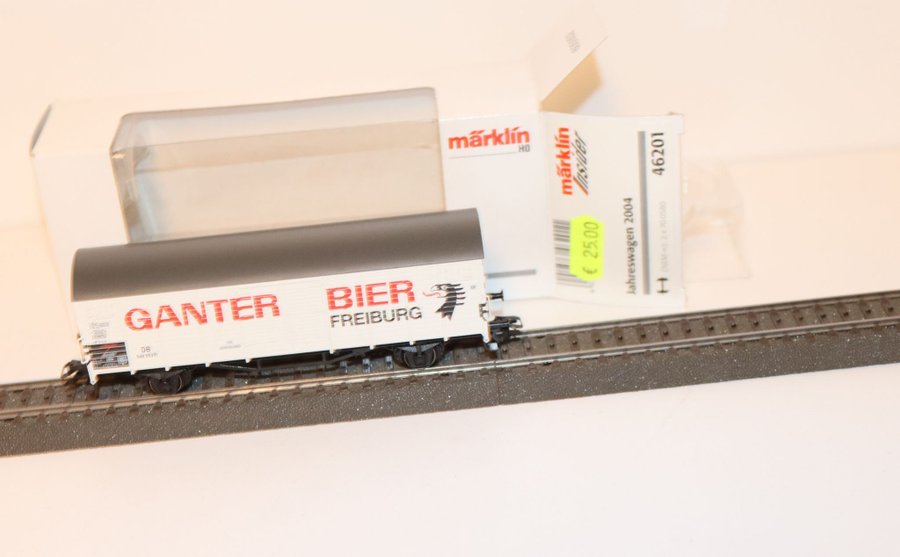 märklin
H0
märklin
Insider
Jahreswagen 2004
46201
€ 25.00
GANTER BIER
FREIBURG
DB